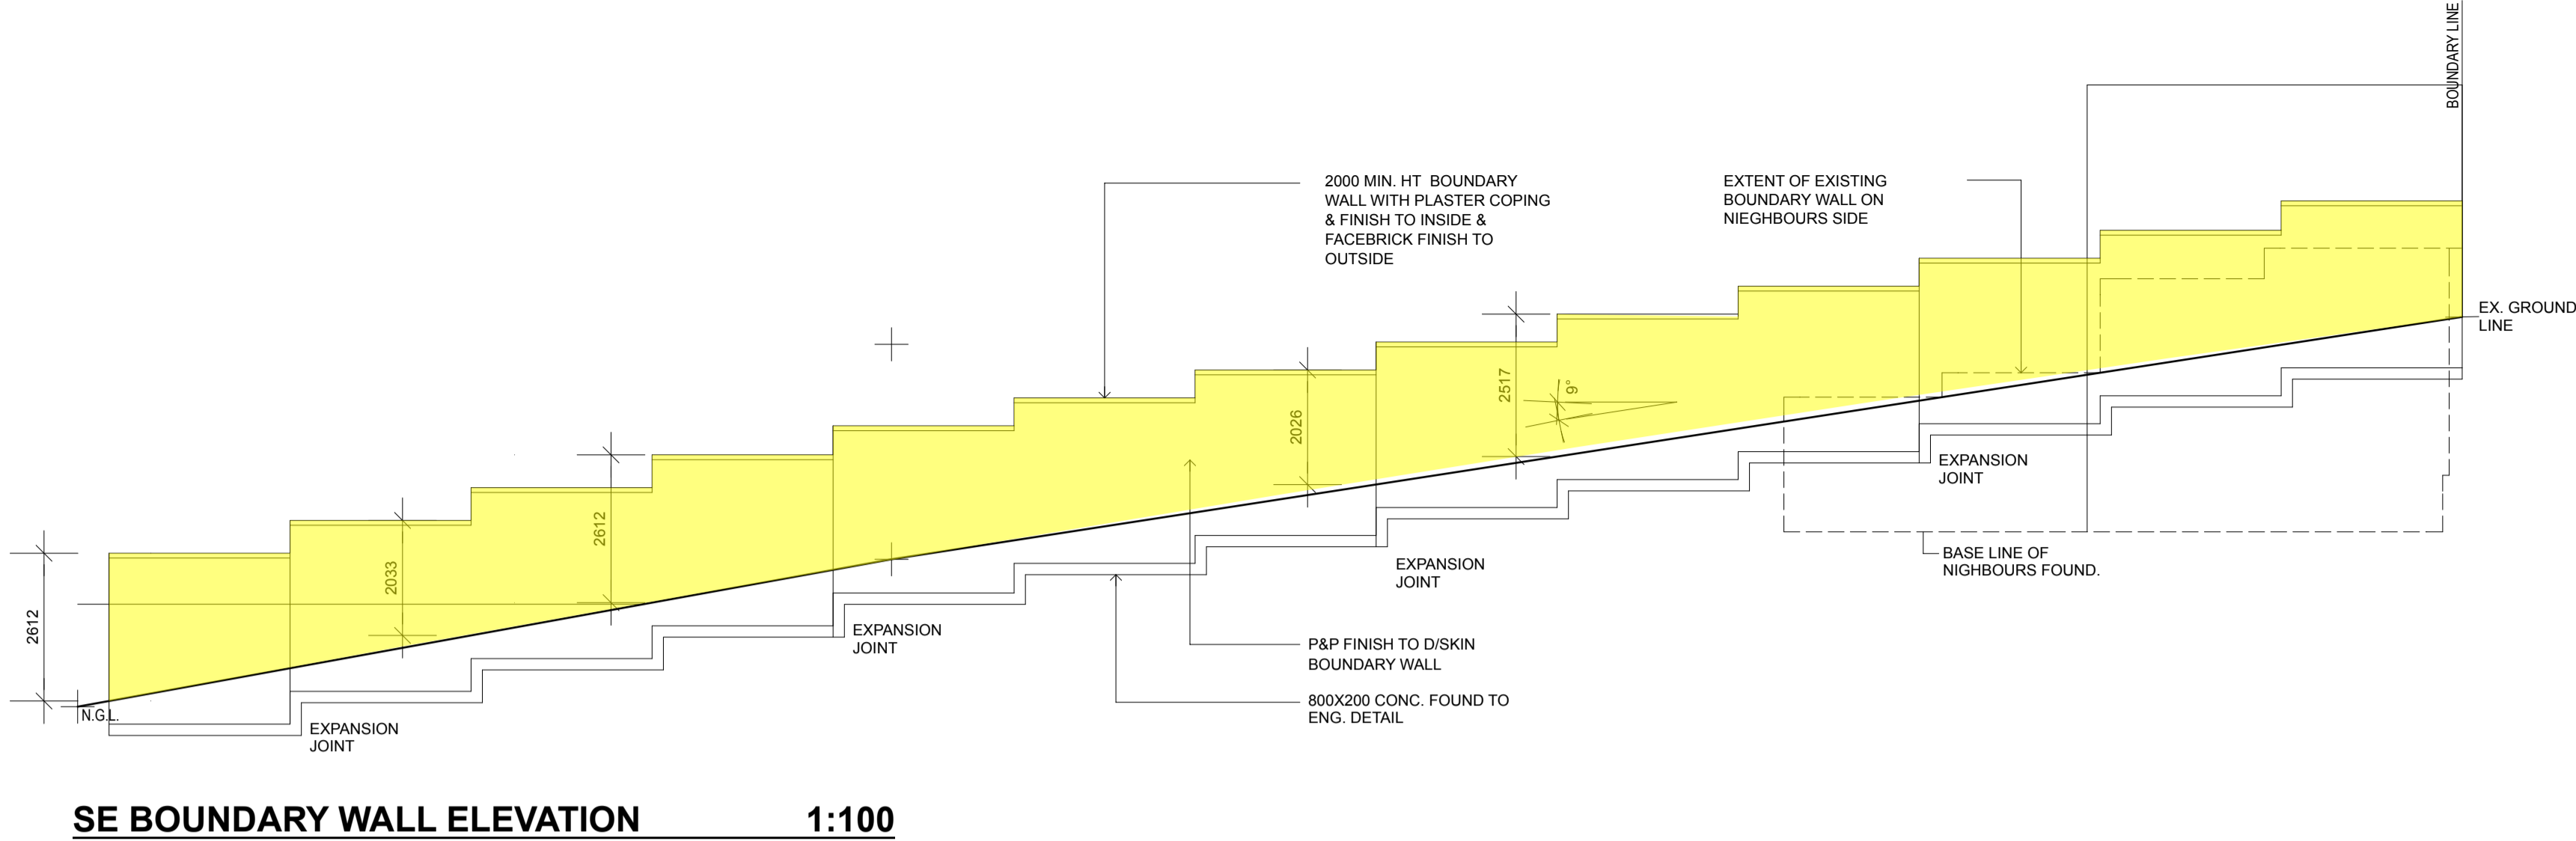 BOUNDARY LINE
2000 MIN. HT BOUNDARY
WALL WITH PLASTER COPING
& FINISH TO INSIDE &
FACEBRICK FINISH TO
OUTSIDE
EXTENT OF EXISTING
BOUNDARY WALL ON
NIEGHBOURS SIDE
EX. GROUND
LINE
2517
9°
2026
2612
2033
2612
N.G.L.
EXPANSION
JOINT
EXPANSION
JOINT
EXPANSION
JOINT
EXPANSION
JOINT
BASE LINE OF
NIGHBOURS FOUND.
P&P FINISH TO D/SKIN
BOUNDARY WALL
800X200 CONC. FOUND TO
ENG. DETAIL
SE BOUNDARY WALL ELEVATION 1:100